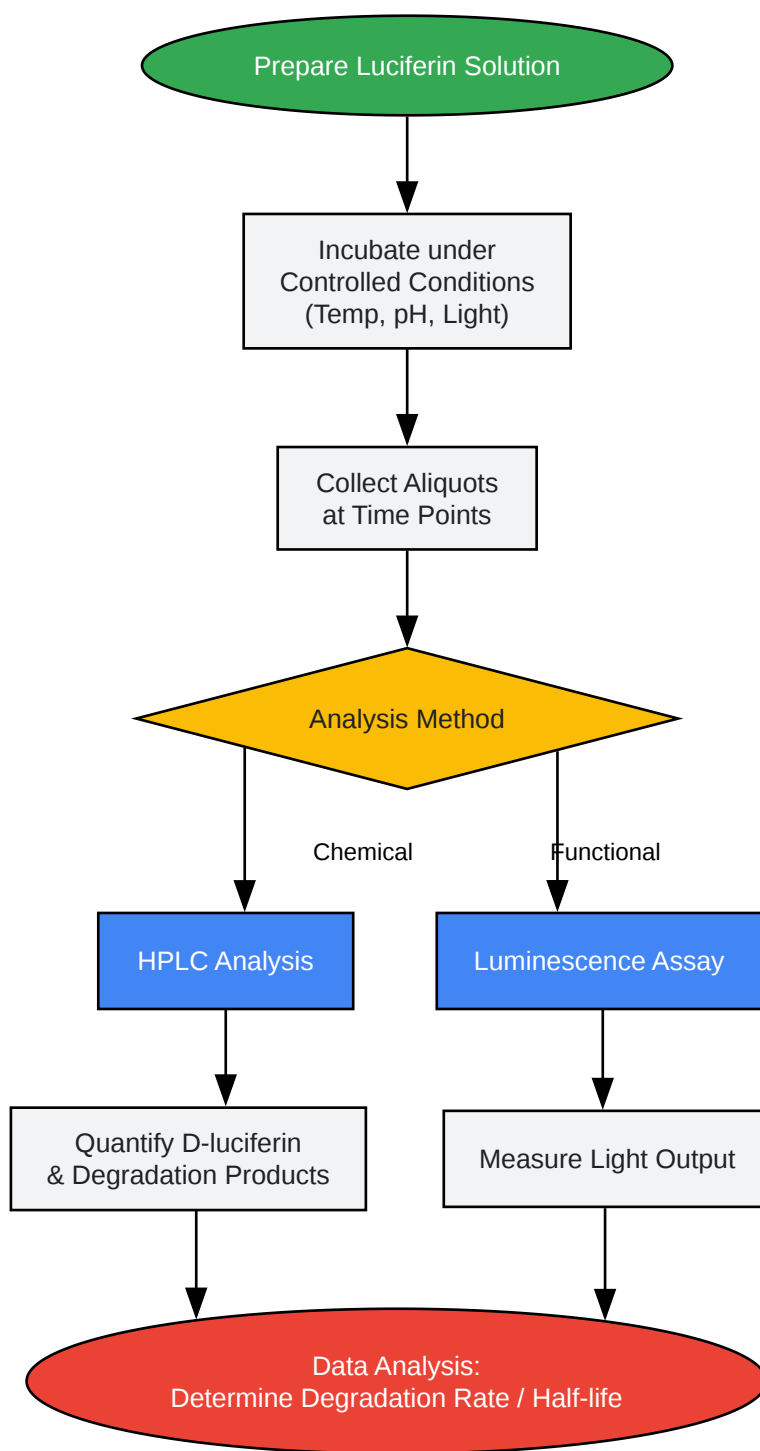 Prepare Luciferin Solution
Incubate under
Controlled Conditions
(Temp, pH, Light)
Collect Aliquots
at Time Points
Analysis Method
Chemical
Functional
HPLC Analysis
Luminescence Assay
Quantify D-luciferin
& Degradation Products
Measure Light Output
Data Analysis:
Determine Degradation Rate / Half-life